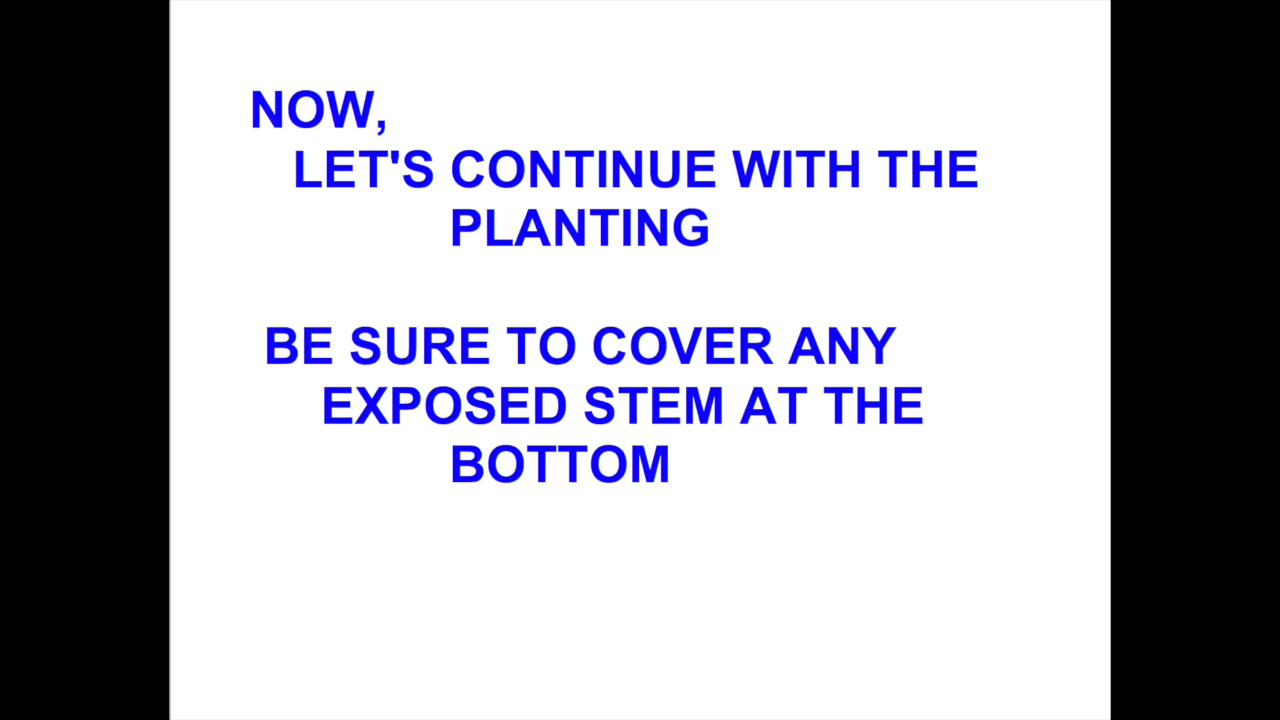 NOW,
LET'S CONTINUE WITH THE
PLANTING
BE SURE TO COVER ANY
EXPOSED STEM AT THE
BOTTOM